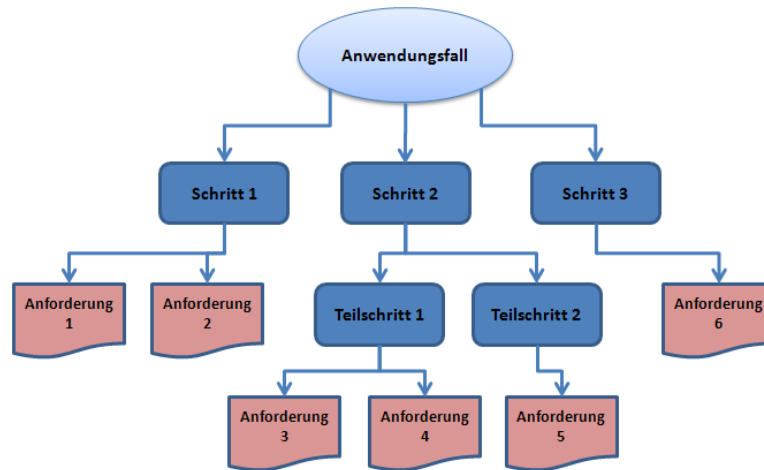 Anwendungsfall
Schritt 1
Schritt 2
Schritt 3
Anforderung
1
Anforderung
2
Teilschritt 1
Teilschritt 2
Anforderung
6
Anforderung
3
Anforderung
4
Anforderung
5